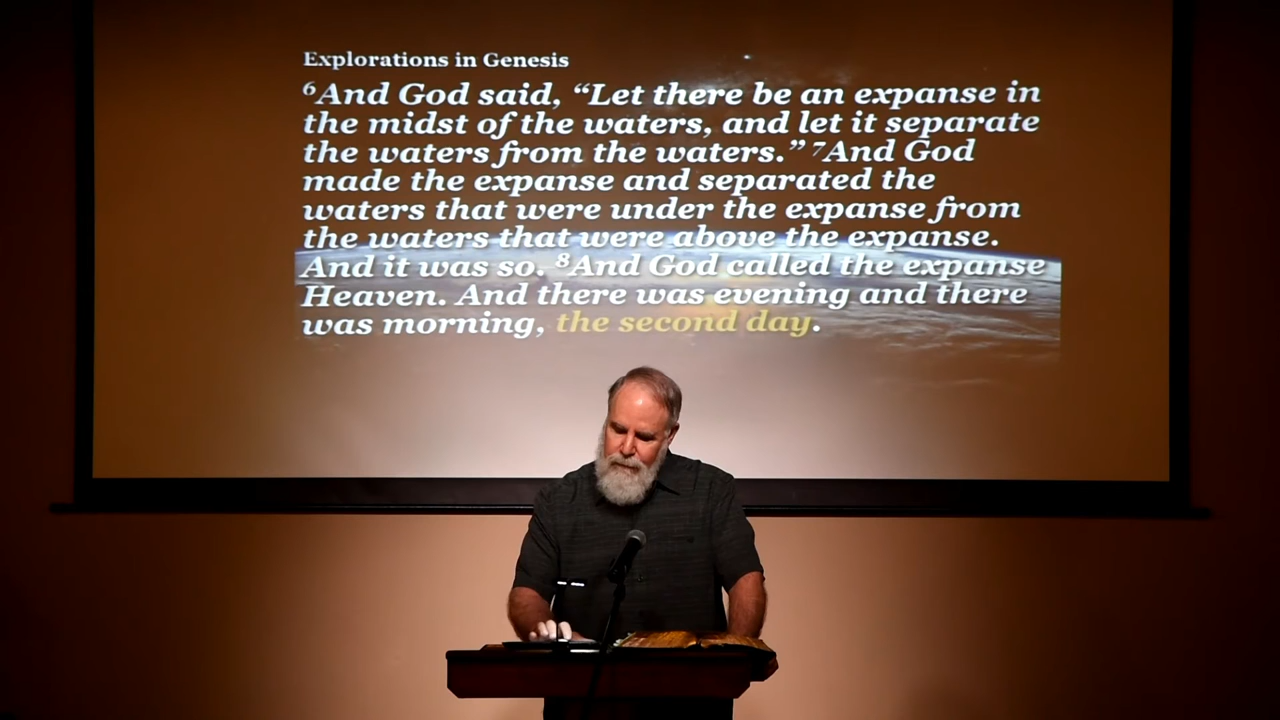 Explorations in Genesis
⁶And God said, “Let there be an expanse in
the midst of the waters, and let it separate
the waters from the waters.” ⁷And God
made the expanse and separated the
waters that were under the expanse from
the waters that were above the expanse.
And it was so. ⁸And God called the expanse
Heaven. And there was evening and there
was morning, the second day.